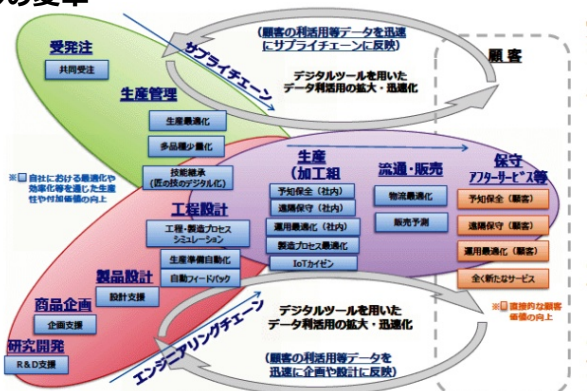 の変革
受発注
共同受注
サプライチェーン
(顧客の利活用等データを迅速
にサプライチェーンに反映)
顧客
デジタルツールを用いた
データ利用の拡大・迅速化
生産管理
生産最適化
多品種少量化
技能継承
(匠の技のデジタル化)
※ 自社における最適化や
効率化等を通じた生産
性や付加価値の向上
生産
(加工組
予知保全(社内)
遠隔保守(社内)
運用最適化(社内)
製造プロセス最適化
IoTカイゼン
流通・販売
物流最適化
販売予測
保守
アフターサービス等
予知保全(顧客)
遠隔保守(顧客)
運用最適化(顧客)
全く新たなサービス
※ 直接的な顧客
価値の向上
工程設計
工程・製造プロセス
シミュレーション
生産準備自動化
自動フィードバック
製品設計
設計支援
商品企画
企画支援
研究開発
R&D支援
エンジニアリングチェーン
デジタルツールを用いた
データ利用の拡大・迅速化
(顧客の利活用等データを
迅速に企画や設計に反映)